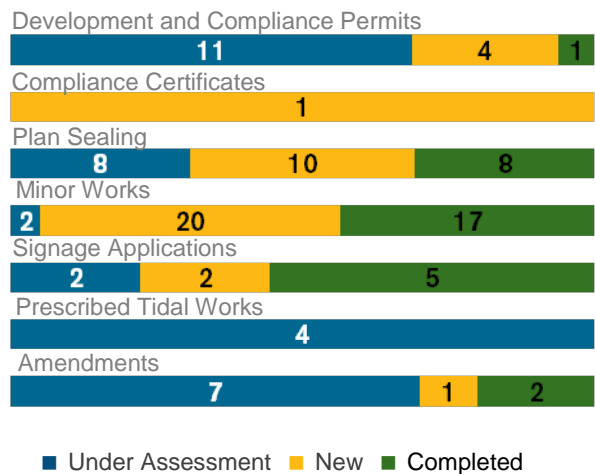 Development and Compliance Permits
11 4 1
Compliance Certificates
1
Plan Sealing
8 10 8
Minor Works
2 20 17
Signage Applications
2 2 5
Prescribed Tidal Works
4
Amendments
7 1 2
Under Assessment New Completed